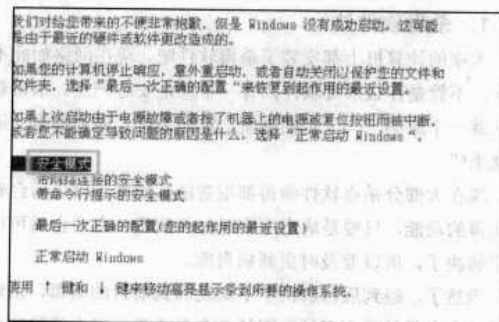 我们对给您带来的不便非常抱歉，但是 Windows 没有成功启动。这可能
是由于最近的硬件或软件更改造成的。
如果您的计算机停止响应，意外重启动，或者自动关闭以保护您的文件和
文件夹，选择“最后一次正确的配置”来恢复到起作用的最近设置。
如果上次启动由于电源故障或者按了机器上的电源或复位按钮而被中断，
或者您不能确定导致问题的原因是什么，选择“正常启动 Windows“。
安全模式
带网络连接的安全模式
带命令行提示的安全模式
最后一次正确的配置(您的起作用的最近设置)
正常启动 Windows
使用 ↑ 键和 ↓ 键来移动高亮显示条到所要的操作系统。